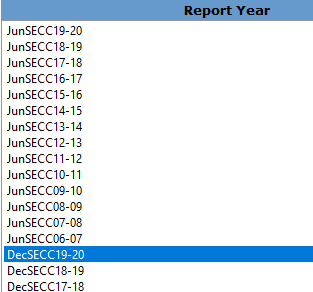 Report Year
JunSECC19-20
JunSECC18-19
JunSECC17-18
JunSECC16-17
JunSECC15-16
JunSECC14-15
JunSECC13-14
JunSECC12-13
JunSECC11-12
JunSECC10-11
JunSECC09-10
JunSECC08-09
JunSECC07-08
JunSECC06-07
DecSECC19-20
DecSECC18-19
DecSECC17-18